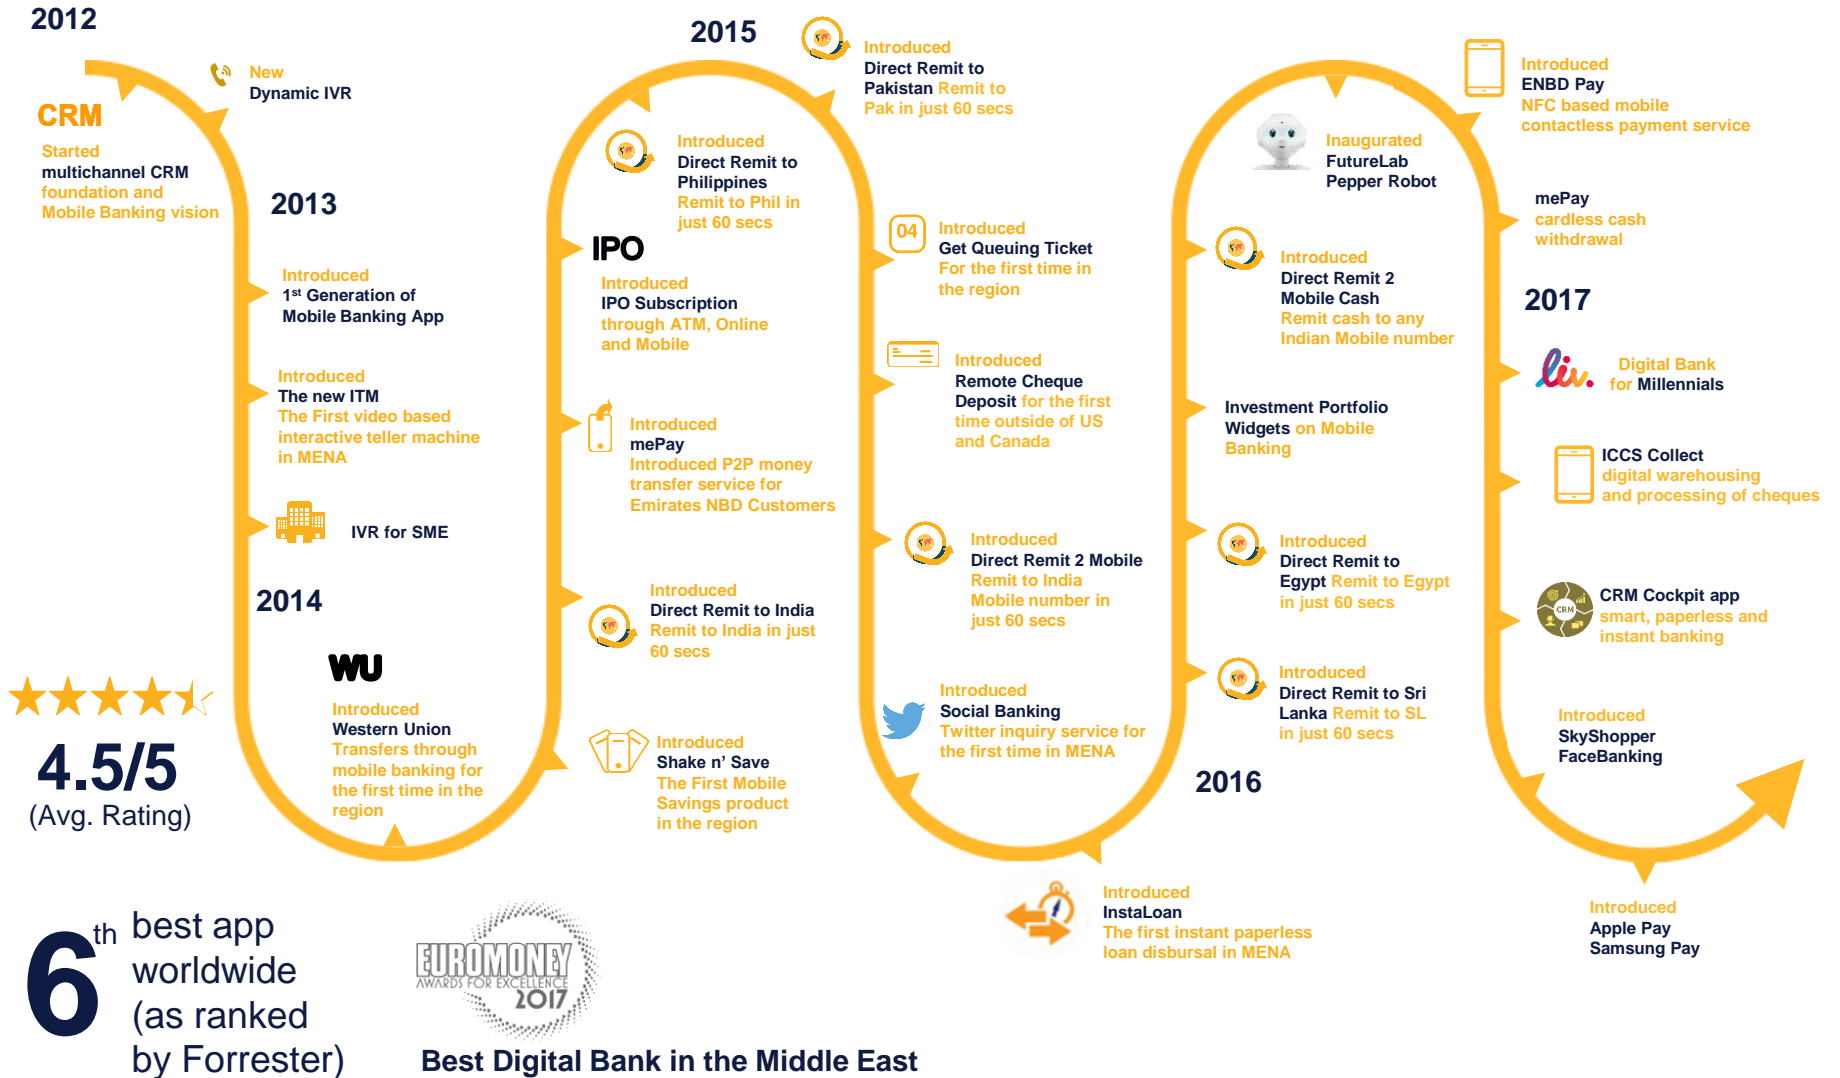 2012
CRM
Started
multichannel CRM
foundation and
Mobile Banking vision
New
Dynamic IVR
2013
Introduced
1st Generation of
Mobile Banking App
Introduced
The new ITM
The First video based
interactive teller machine
in MENA
IVR for SME
2014
WU
Introduced
Western Union
Transfers through
mobile banking for
the first time in the
region
Introduced
Shake n' Save
The First Mobile
Savings product
in the region
Introduced
Direct Remit to India
Remit to India in just
60 secs
Introduced
mePay
Introduced P2P money
transfer service for
Emirates NBD Customers
IPO
Introduced
IPO Subscription
through ATM, Online
and Mobile
Introduced
Direct Remit to
Philippines
Remit to Phil in
just 60 secs
2015
Introduced
Direct Remit to
Pakistan Remit to
Pak in just 60 secs
04
Introduced
Get Queuing Ticket
For the first time in
the region
Introduced
Remote Cheque
Deposit for the first
time outside of US
and Canada
Introduced
Direct Remit 2 Mobile
Remit to India
Mobile number in
just 60 secs
Introduced
Social Banking
Twitter inquiry service for
the first time in MENA
Introduced
InstaLoan
The first instant paperless
loan disbursal in MENA
2016
Introduced
Direct Remit to Sri
Lanka Remit to SL
in just 60 secs
Introduced
Direct Remit to
Egypt Remit to Egypt
in just 60 secs
Investment Portfolio
Widgets on Mobile
Banking
Introduced
Direct Remit 2
Mobile Cash
Remit cash to any
Indian Mobile number
Inaugurated
FutureLab
Pepper Robot
Introduced
ENBD Pay
NFC based mobile
contactless payment service
mePay
cardless cash
withdrawal
2017
liv.
Digital Bank
for Millennials
ICCS Collect
digital warehousing
and processing of cheques
CRM
CRM Cockpit app
smart, paperless and
instant banking
Introduced
SkyShopper
FaceBanking
Introduced
Apple Pay
Samsung Pay
4.5/5
(Avg. Rating)
6th best app
worldwide
(as ranked
by Forrester)
EUROMONEY
AWARDS FOR EXCELLENCE
2017
Best Digital Bank in the Middle East